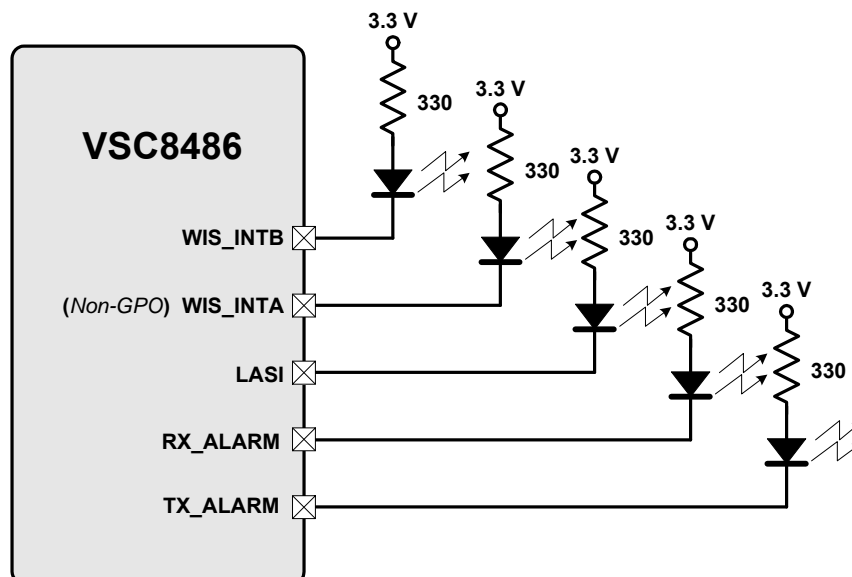 3.3 V
330
3.3 V
330
3.3 V
330
3.3 V
330
3.3 V
330
VSC8486
WIS_INTB
(Non-GPO) WIS_INTA
LASI
RX_ALARM
TX_ALARM